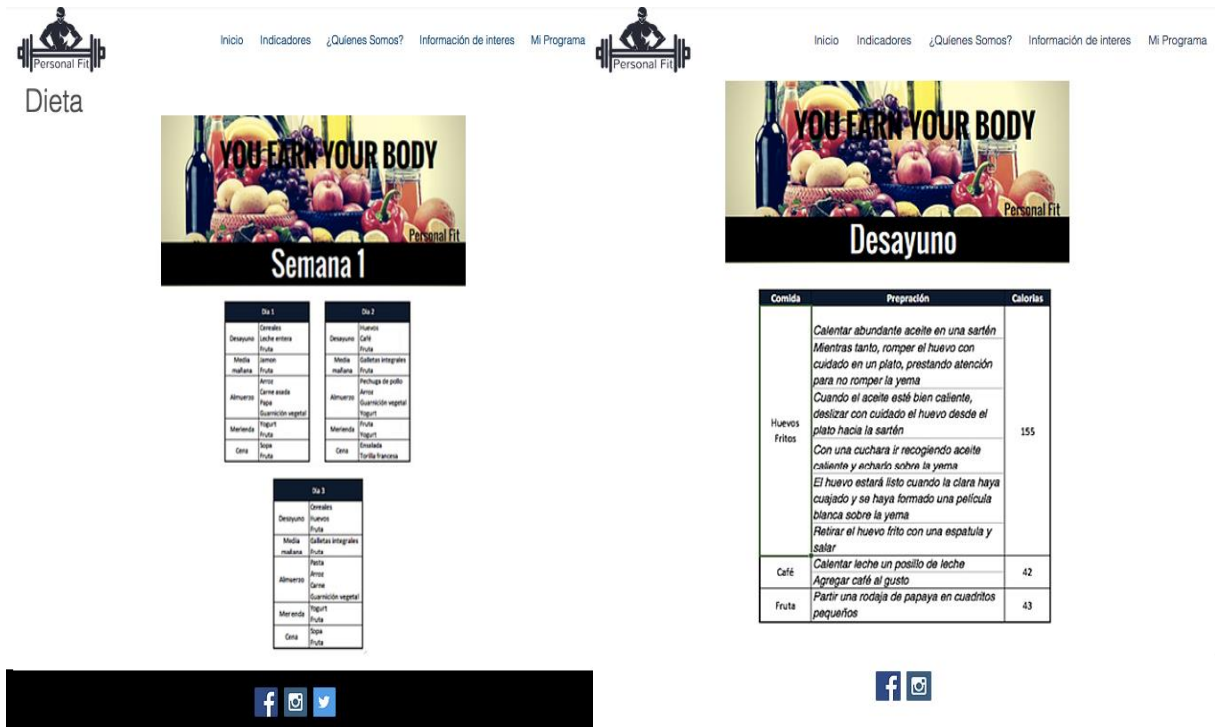 Personal Fit
Inicio Indicadores ¿Quienes Somos? Información de interes Mi Programa
Dieta
YOU EARN YOUR BODY
Personal Fit
Semana 1
Dia 1
Desayuno
Cereales
Leche entera
Fruta
Media mañana
Jamon
Fruta
Almuerzo
Arroz
Carne asada
Papa
Guarnición vegetal
Merienda
Yogurt
Fruta
Cena
Sopa
Fruta
Dia 2
Desayuno
Huevos
Café
Fruta
Media mañana
Galletas integrales
Fruta
Almuerzo
Pechuga de pollo
Arroz
Guarnición vegetal
Yogurt
Merienda
Fruta
Yogurt
Cena
Ensalada
Torilla francesa
Dia 3
Desayuno
Cereales
Huevos
Fruta
Media mañana
Galletas integrales
Fruta
Almuerzo
Pasta
Arroz
Carne
Guarnición vegetal
Merienda
Yogurt
Fruta
Cena
Sopa
Fruta
Personal Fit
Inicio Indicadores ¿Quienes Somos? Información de interes Mi Programa
YOU EARN YOUR BODY
Personal Fit
Desayuno
Comida Prepración Calorías
Huevos
Fritos
Calentar abundante aceite en una sartén
Mientras tanto, romper el huevo con
cuidado en un plato, prestando atención
para no romper la yema
Cuando el aceite esté bien caliente,
deslizar con cuidado el huevo desde el
plato hacia la sartén
Con una cuchara ir recogiendo aceite
caliente y echarlo sobre la yema
El huevo estará listo cuando la clara haya
cuajado y se haya formado una película
blanca sobre la yema
Retirar el huevo frito con una espatula y
salar
155
Café
Calentar leche un posillo de leche
Agregar café al gusto
42
Fruta
Partir una rodaja de papaya en cuadritos
pequeños
43